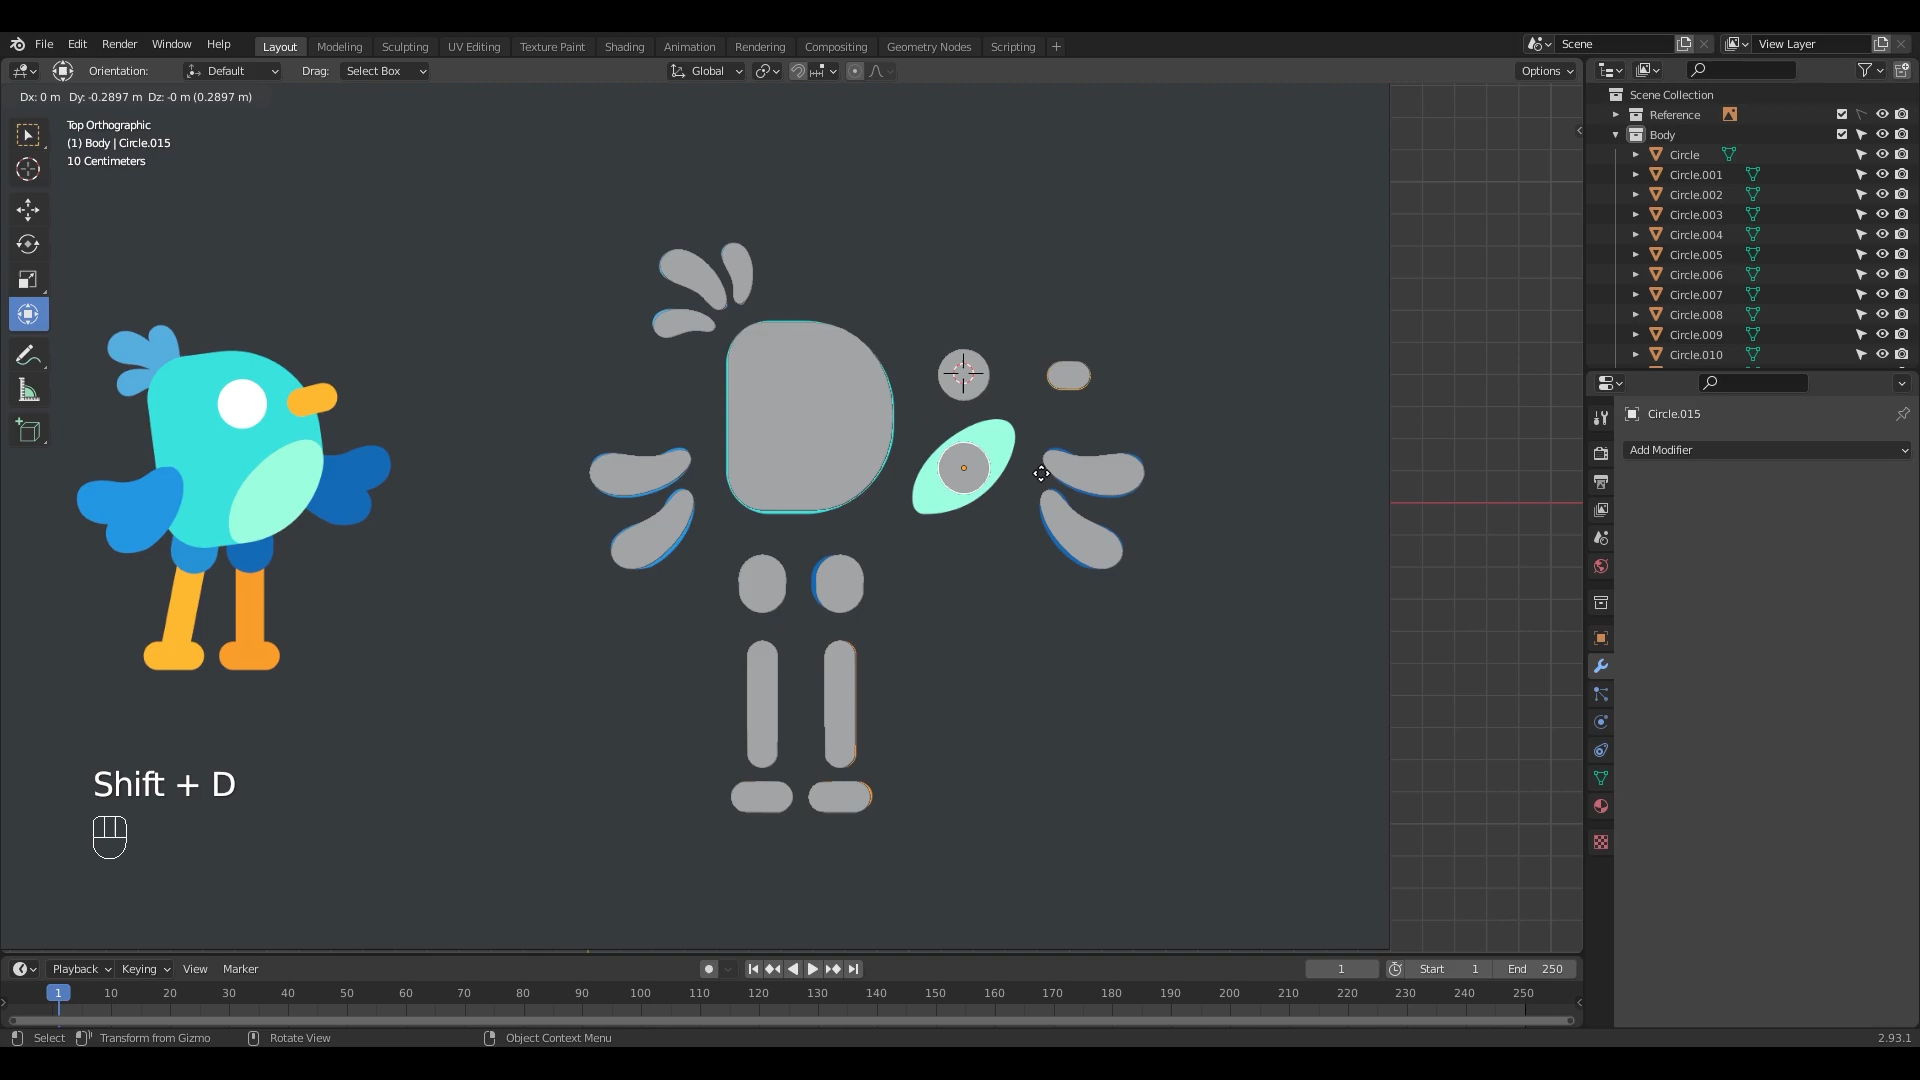 File Edit Render Window Help Layout Modeling Sculpting UV Editing Texture Paint Shading Animation Rendering Compositing Geometry Nodes Scripting + Scene View Layer
Orientation: Default Drag: Select Box Global Options
Dx: 0 m Dy: -0.2897 m Dz: -0 m (0.2897 m)
Top Orthographic
(1) Body | Circle.015
10 Centimeters
Scene Collection
Reference
Body
Circle
Circle.001
Circle.002
Circle.003
Circle.004
Circle.005
Circle.006
Circle.007
Circle.008
Circle.009
Circle.010
Circle.015
Add Modifier
Shift + D
Playback Keying View Marker 1 Start 1 End 250
1 10 20 30 40 50 60 70 80 90 100 110 120 130 140 150 160 170 180 190 200 210 220 230 240 250
Select Transform from Gizmo Rotate View Object Context Menu 2.93.1